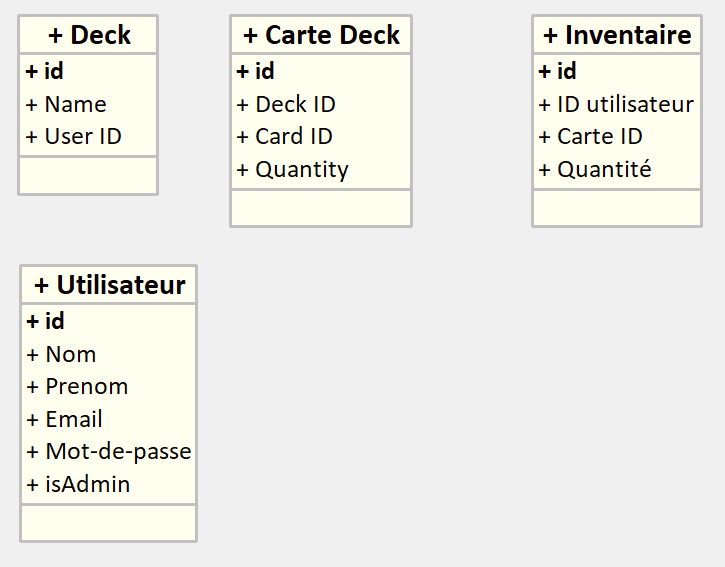 + Deck
+ id
+ Name
+ User ID
+ Carte Deck
+ id
+ Deck ID
+ Card ID
+ Quantity
+ Inventaire
+ id
+ ID utilisateur
+ Carte ID
+ Quantité
+ Utilisateur
+ id
+ Nom
+ Prenom
+ Email
+ Mot-de-passe
+ isAdmin